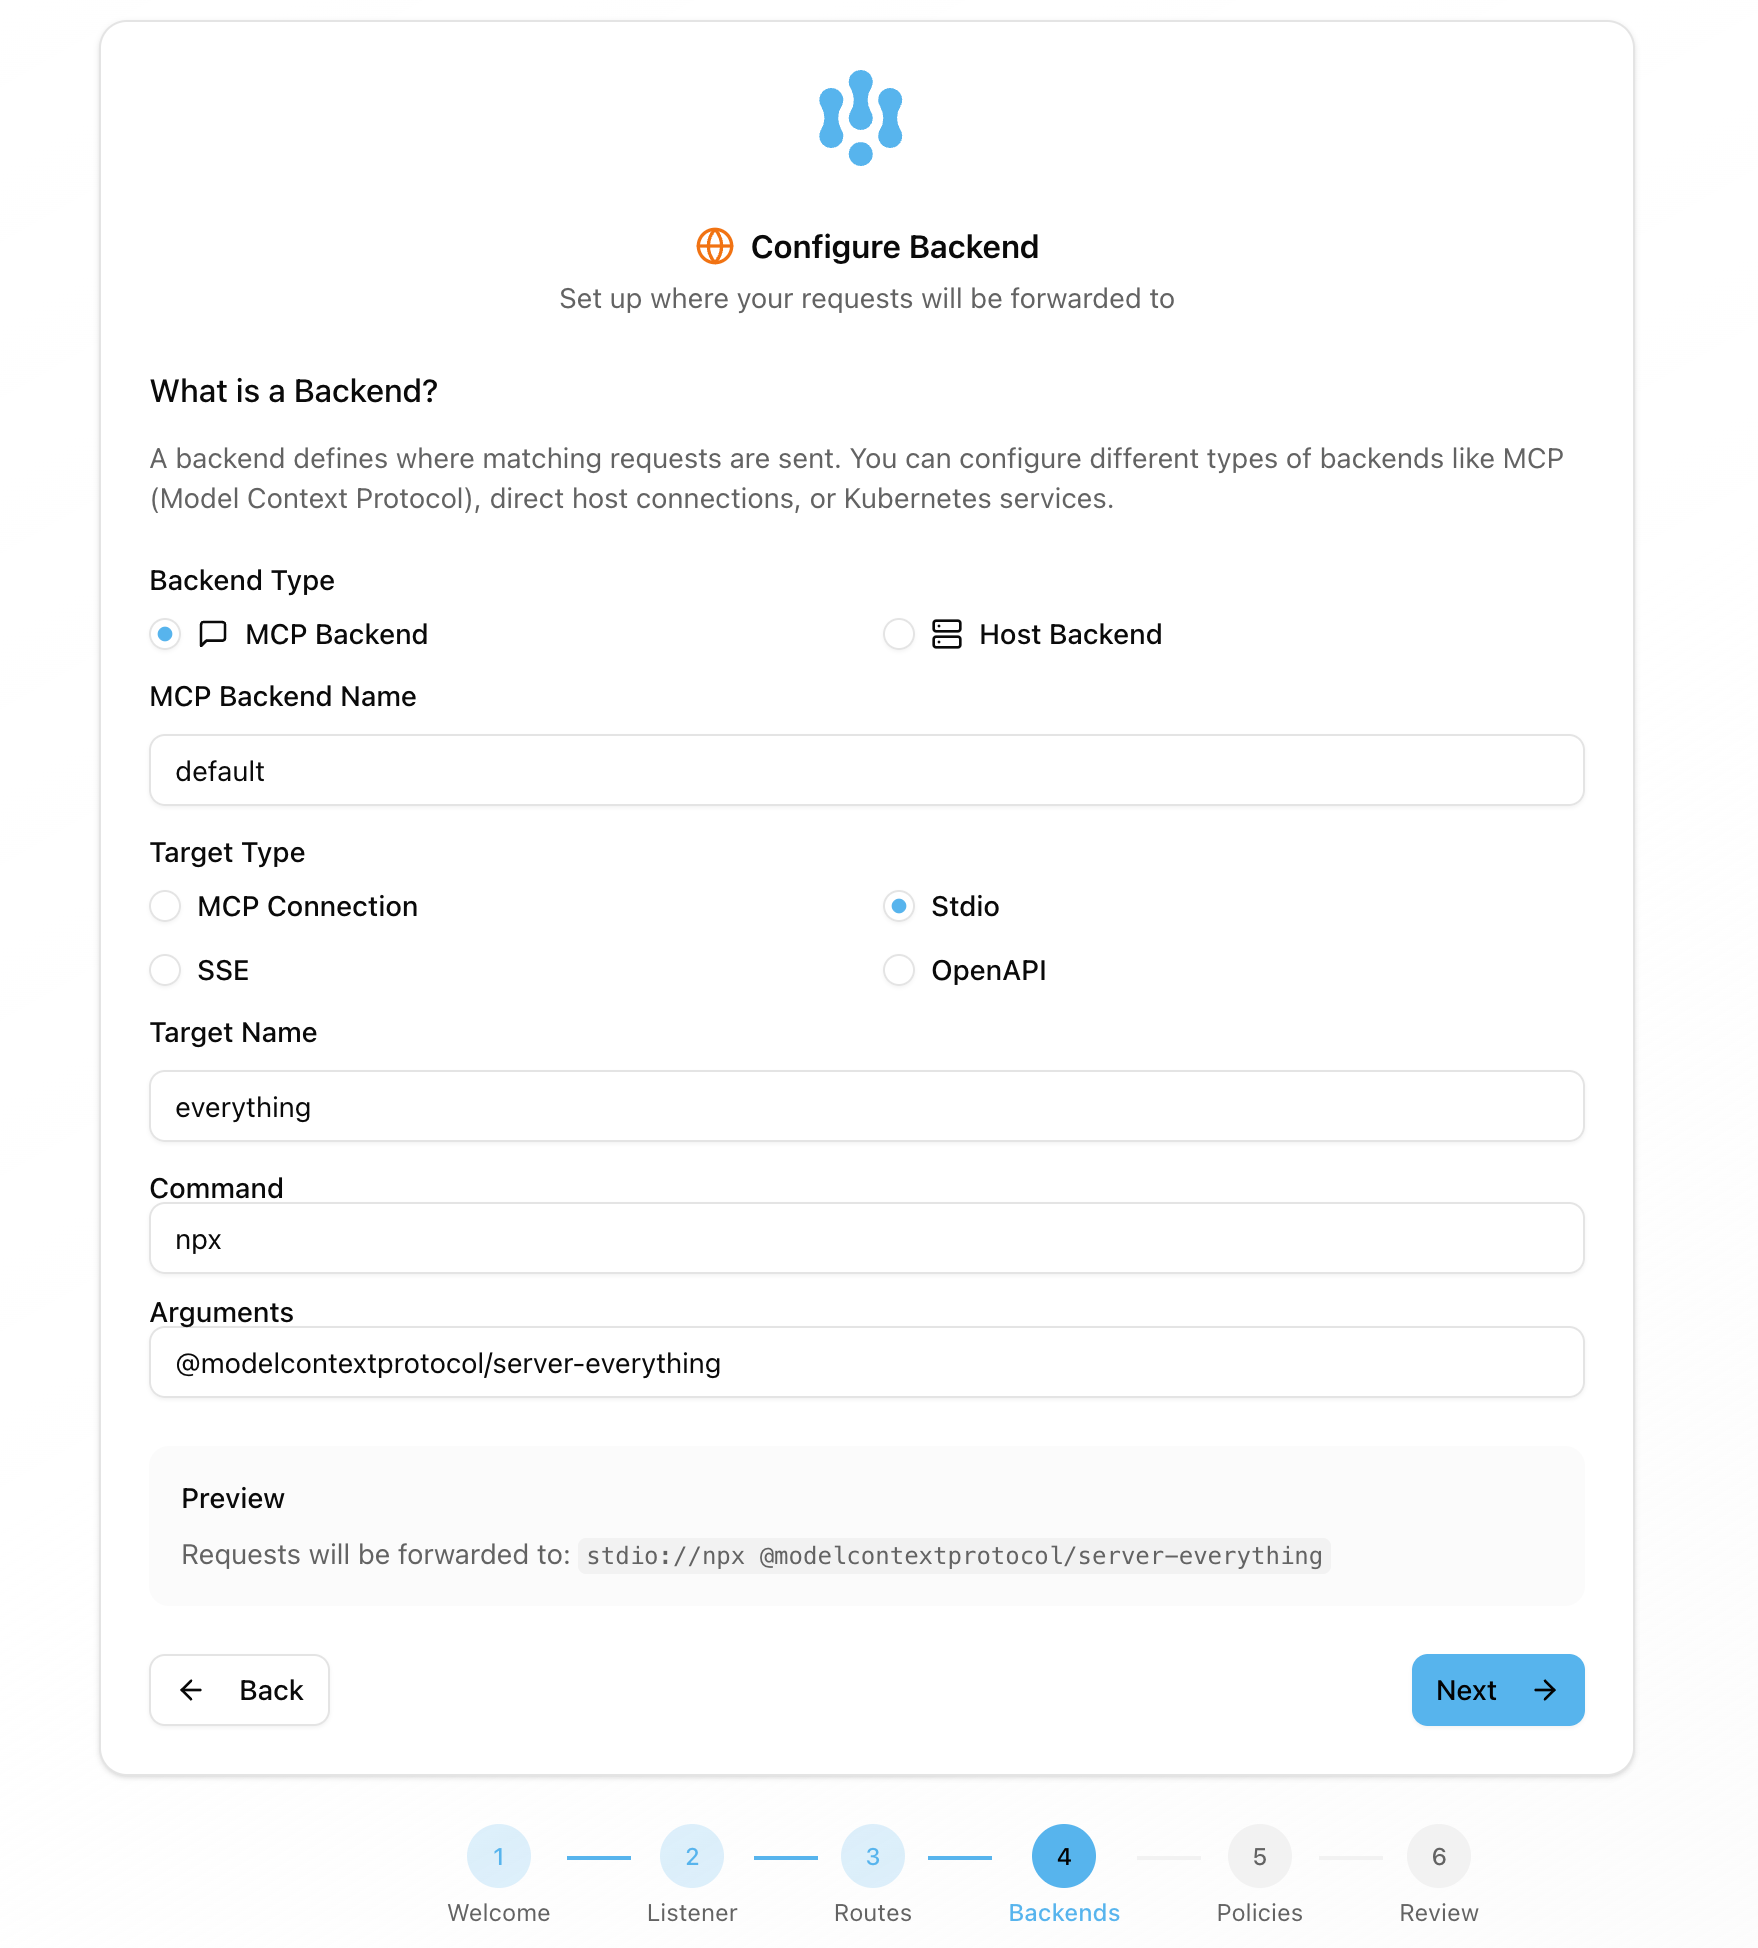 Configure Backend
Set up where your requests will be forwarded to
What is a Backend?
A backend defines where matching requests are sent. You can configure different types of backends like MCP
(Model Context Protocol), direct host connections, or Kubernetes services.
Backend Type
MCP Backend
Host Backend
MCP Backend Name
default
Target Type
MCP Connection
Stdio
SSE
OpenAPI
Target Name
everything
Command
npx
Arguments
@modelcontextprotocol/server-everything
Preview
Requests will be forwarded to: stdio://npx @modelcontextprotocol/server-everything
Back
Next
1
2
3
4
5
6
Welcome
Listener
Routes
Backends
Policies
Review